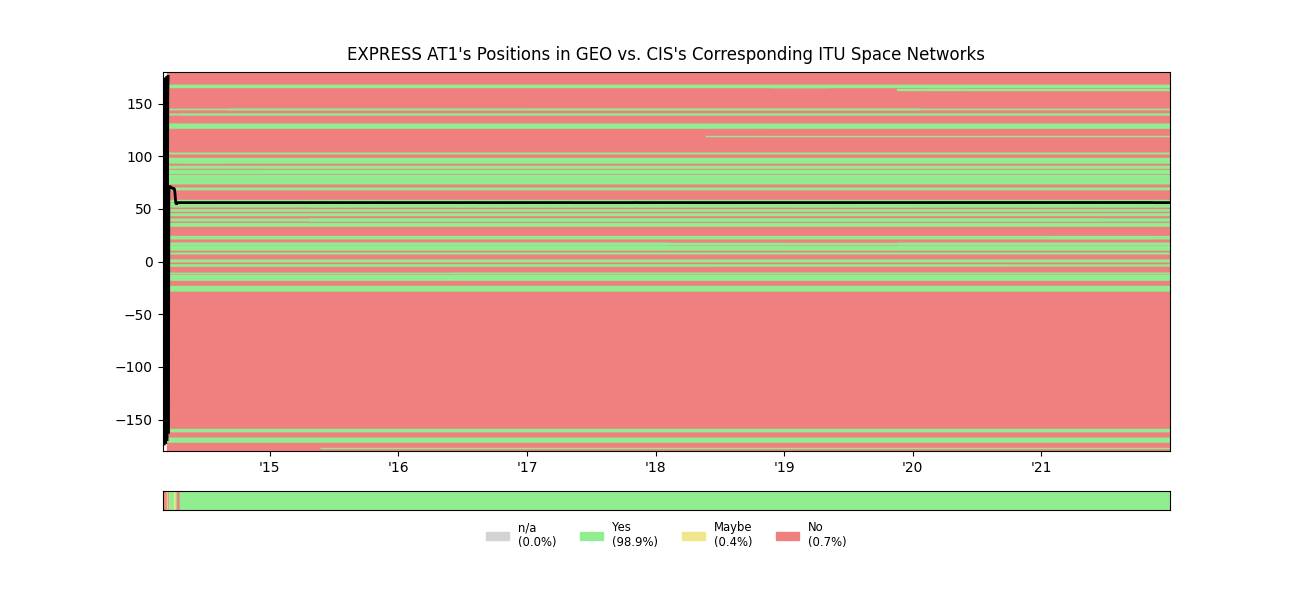 EXPRESS AT1's Positions in GEO vs. CIS's Corresponding ITU Space Networks
150
100
50
0
−50
−100
−150
'15 '16 '17 '18 '19 '20 '21
n/a Yes Maybe No
(0.0%) (98.9%) (0.4%) (0.7%)